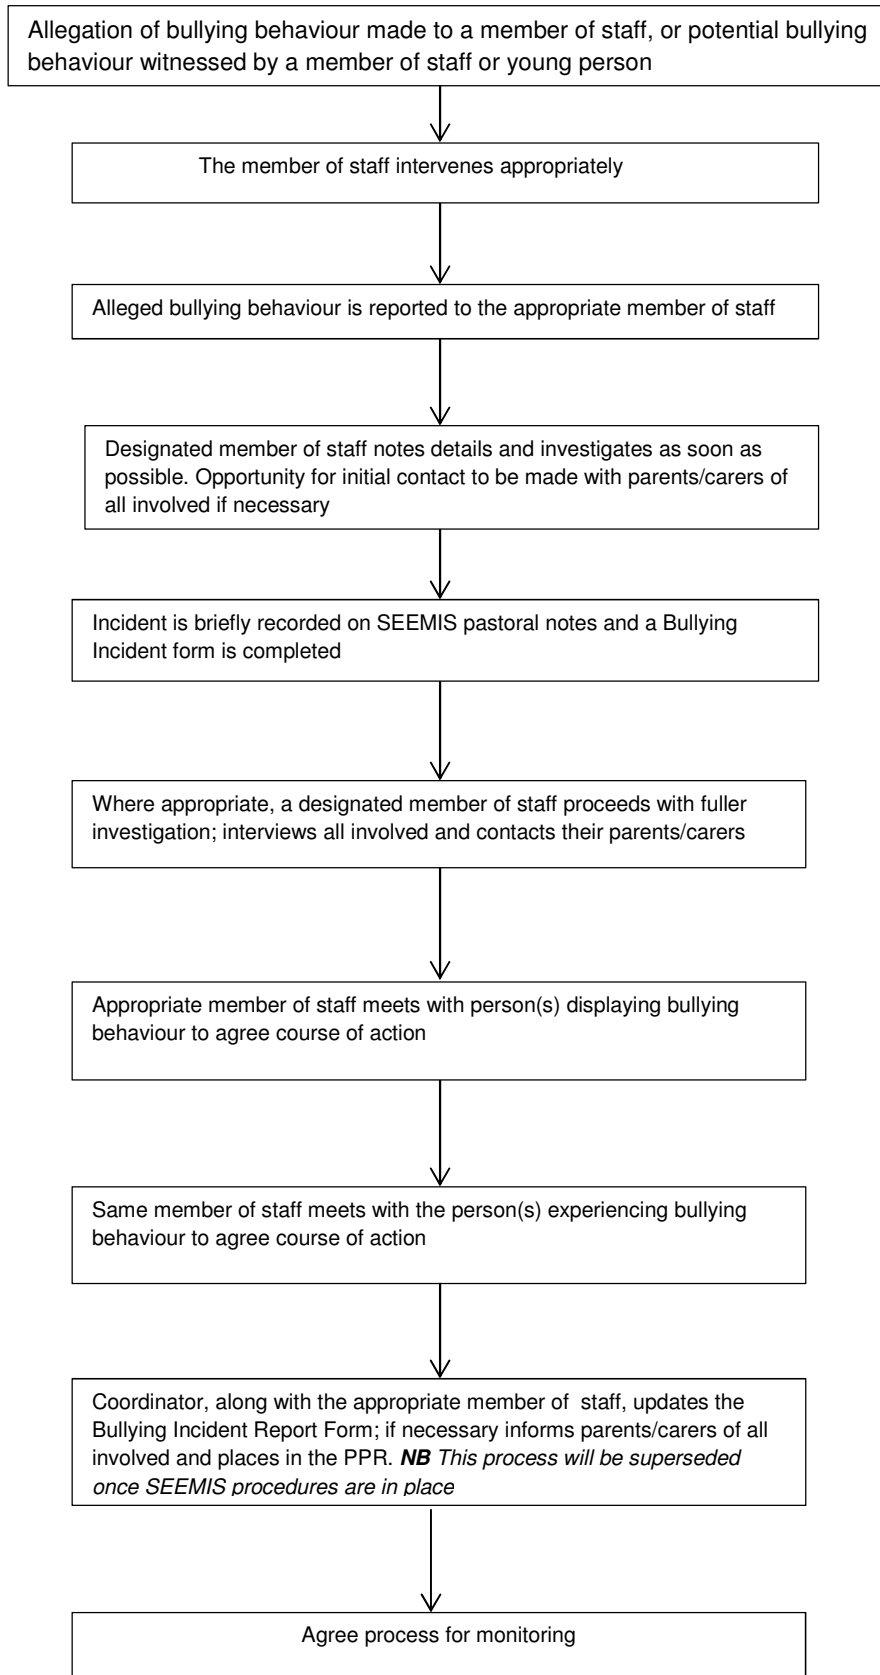 Allegation of bullying behaviour made to a member of staff, or potential bullying
behaviour witnessed by a member of staff or young person
The member of staff intervenes appropriately
Alleged bullying behaviour is reported to the appropriate member of staff
Designated member of staff notes details and investigates as soon as
possible. Opportunity for initial contact to be made with parents/carers of
all involved if necessary
Incident is briefly recorded on SEEMIS pastoral notes and a Bullying
Incident form is completed
Where appropriate, a designated member of staff proceeds with fuller
investigation; interviews all involved and contacts their parents/carers
Appropriate member of staff meets with person(s) displaying bullying
behaviour to agree course of action
Same member of staff meets with the person(s) experiencing bullying
behaviour to agree course of action
Coordinator, along with the appropriate member of staff, updates the
Bullying Incident Report Form; if necessary informs parents/carers of all
involved and places in the PPR. NB This process will be superseded
once SEEMIS procedures are in place
Agree process for monitoring